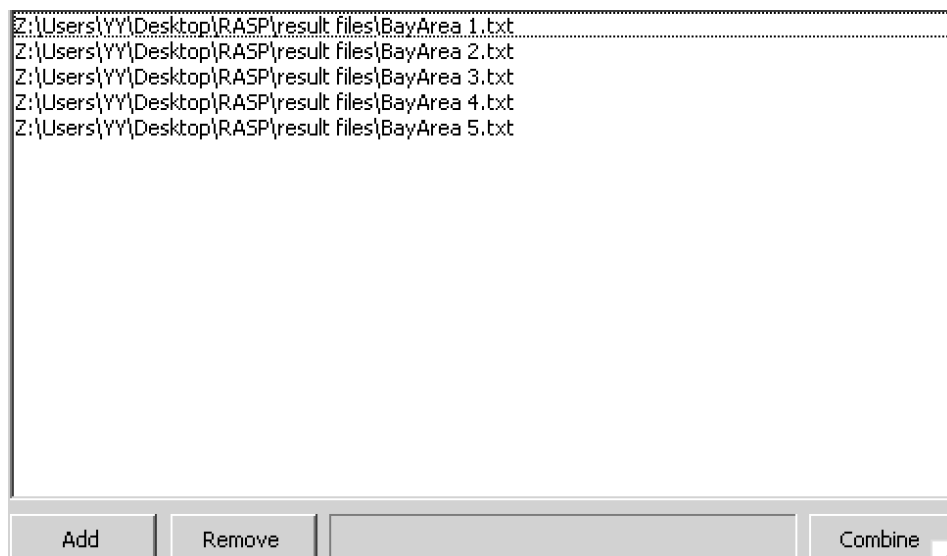 Z:\Users\YY\Desktop\RASP\result files\BayArea 1.txt
Z:\Users\YY\Desktop\RASP\result files\BayArea 2.txt
Z:\Users\YY\Desktop\RASP\result files\BayArea 3.txt
Z:\Users\YY\Desktop\RASP\result files\BayArea 4.txt
Z:\Users\YY\Desktop\RASP\result files\BayArea 5.txt
Add Remove Combine